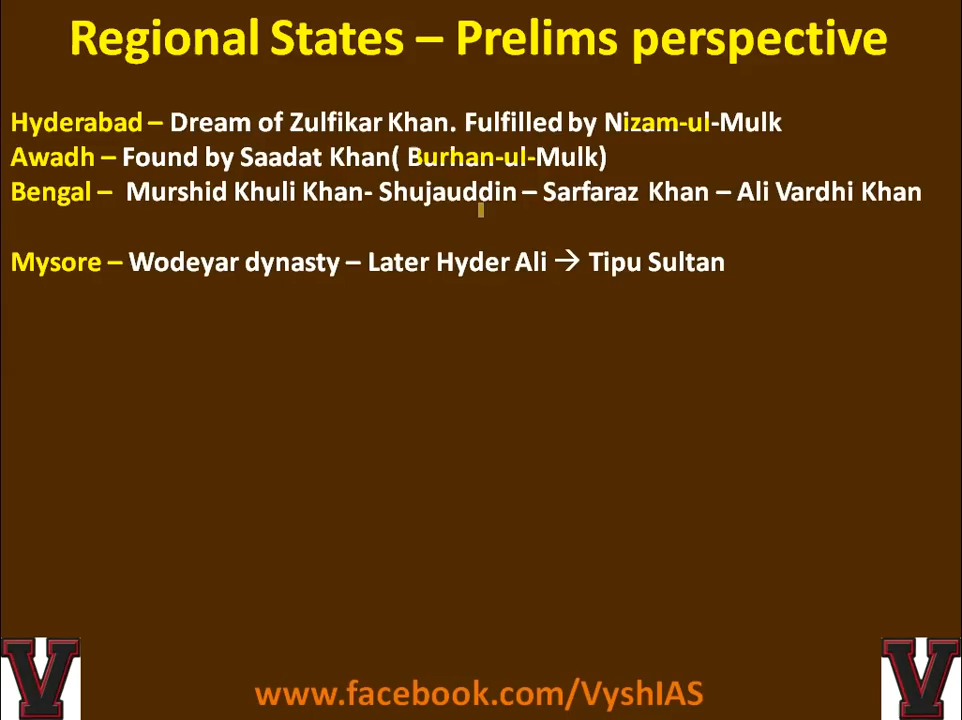 Regional States – Prelims perspective
Hyderabad – Dream of Zulfikar Khan. Fulfilled by Nizam-ul-Mulk
Awadh – Found by Saadat Khan( Burhan-ul-Mulk)
Bengal – Murshid Khuli Khan- Shujauddin – Sarfaraz Khan – Ali Vardhi Khan
Mysore – Wodeyar dynasty – Later Hyder Ali → Tipu Sultan
V
V
www.facebook.com/VyshIAS